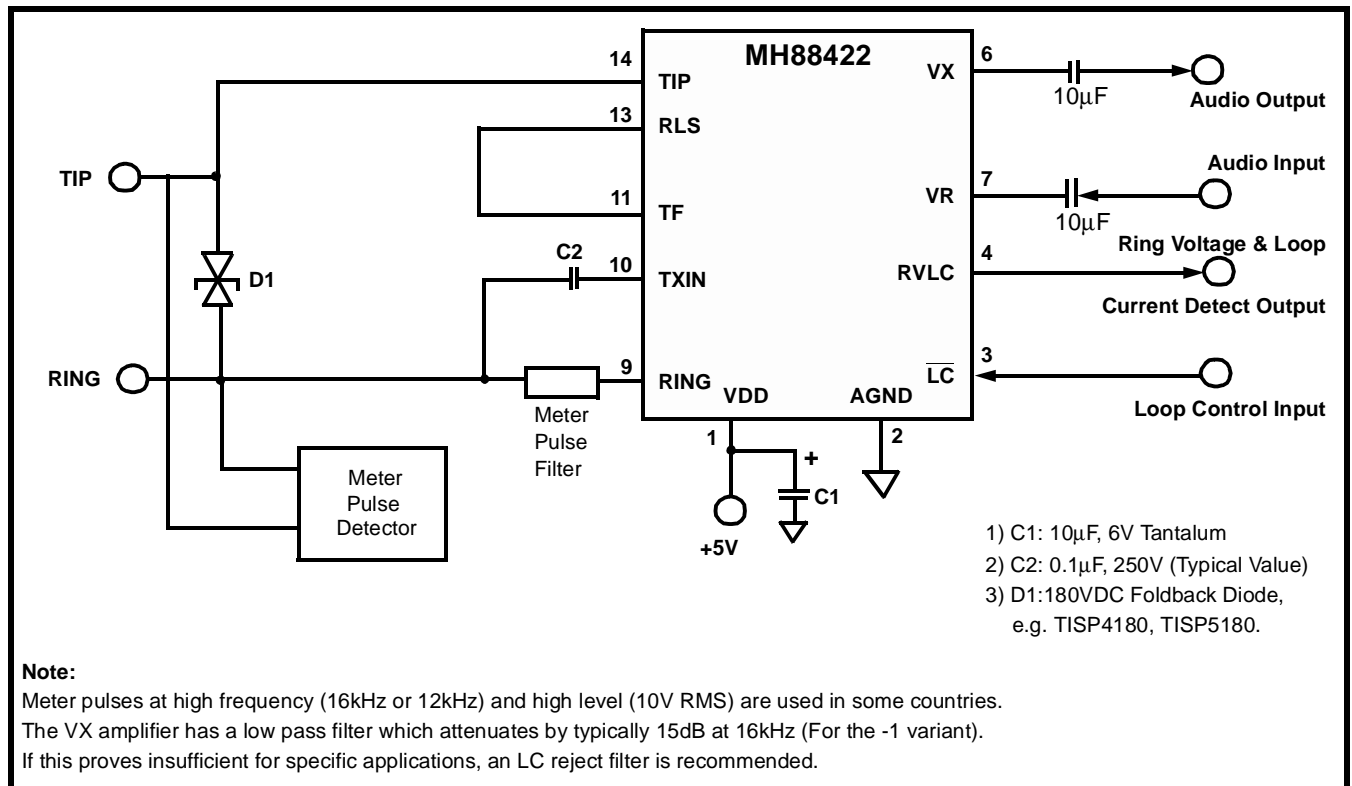 MH88422
14
TIP
13
RLS
11
TF
C2
10
TXIN
9
RING
VDD
AGND
1
2
6
VX
10μF
Audio Output
Audio Input
7
VR
10μF
Ring Voltage & Loop
4
RVLC
Current Detect Output
3
LC
Loop Control Input
TIP
D1
RING
Meter
Pulse
Filter
Meter
Pulse
Detector
+
C1
+5V
1) C1: 10μF, 6V Tantalum
2) C2: 0.1μF, 250V (Typical Value)
3) D1:180VDC Foldback Diode,
e.g. TISP4180, TISP5180.
Note:
Meter pulses at high frequency (16kHz or 12kHz) and high level (10V RMS) are used in some countries.
The VX amplifier has a low pass filter which attenuates by typically 15dB at 16kHz (For the -1 variant).
If this proves insufficient for specific applications, an LC reject filter is recommended.